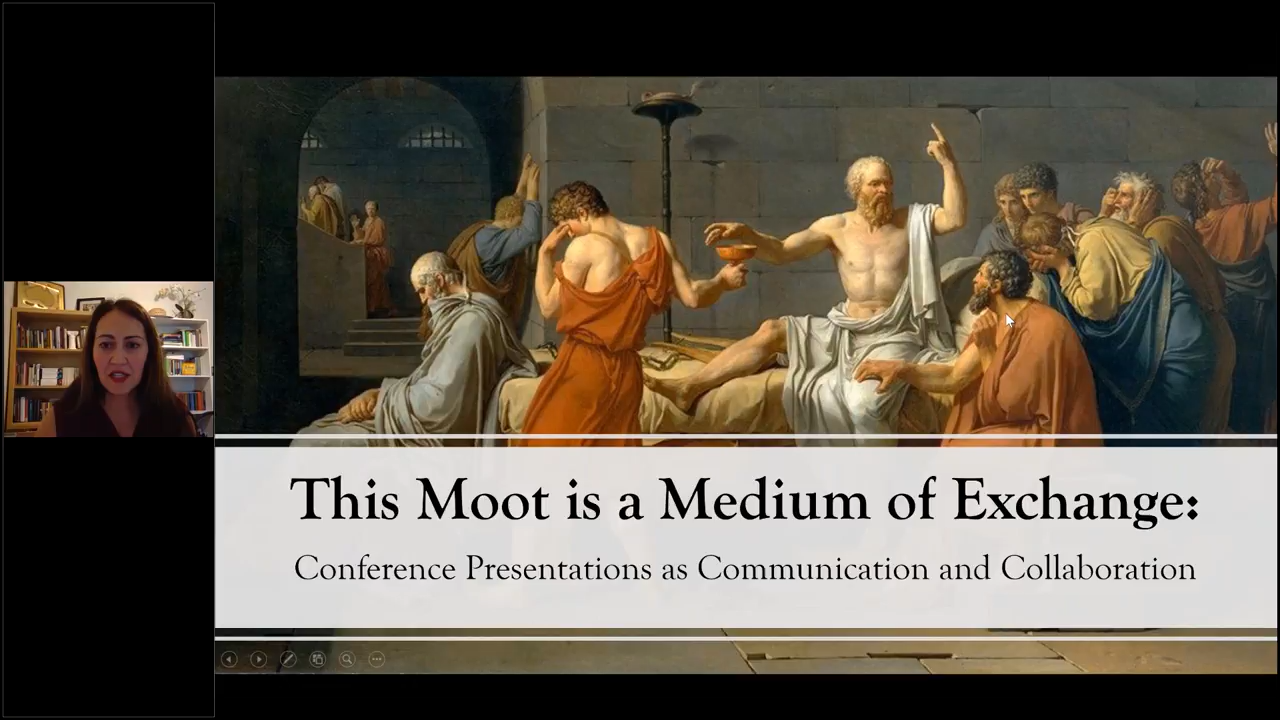 This Moot is a Medium of Exchange:
Conference Presentations as Communication and Collaboration